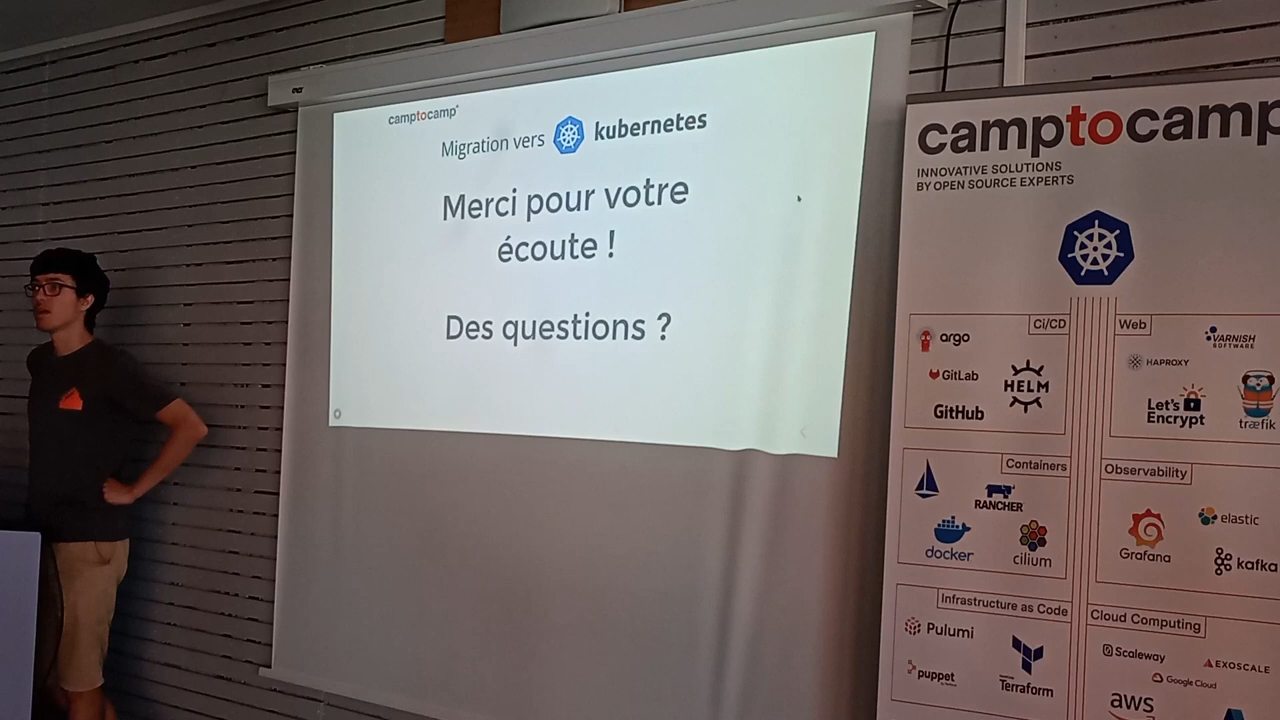 camptocamp
Migration vers kubernetes
Merci pour votre
écoute !
Des questions ?
camptocamp
INNOVATIVE SOLUTIONS
BY OPEN SOURCE EXPERTS
Ci/CD
argo
GitLab
HELM
GitHub
Web
VARNISH
SOFTWARE
HAPROXY
Let's
Encrypt
træfik
Containers
RANCHER
docker
cilium
Observability
Grafana
elastic
kafka
Infrastructure as Code
Pulumi
puppet
Terraform
Cloud Computing
Scaleway
EXOSCALE
Google Cloud
aws